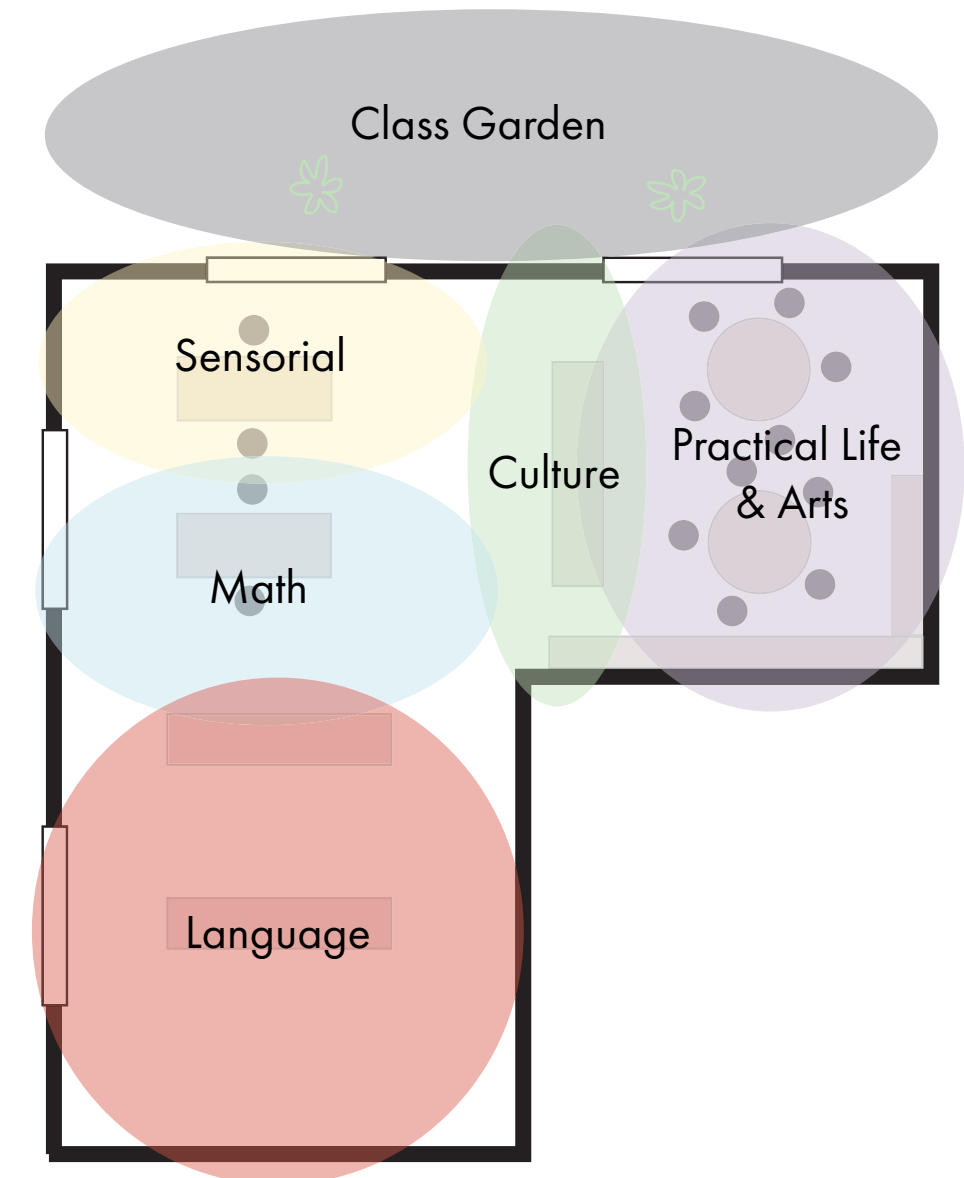 Class Garden
Sensorial
Culture
Practical Life
& Arts
Math
Language